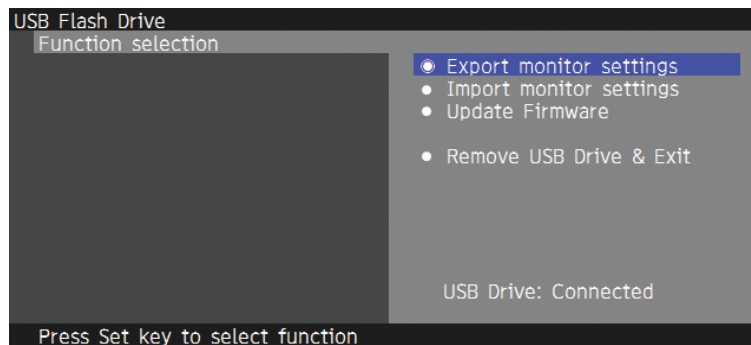 USB Flash Drive
Function selection
Export monitor settings
Import monitor settings
Update Firmware
Remove USB Drive & Exit
USB Drive: Connected
Press Set key to select function